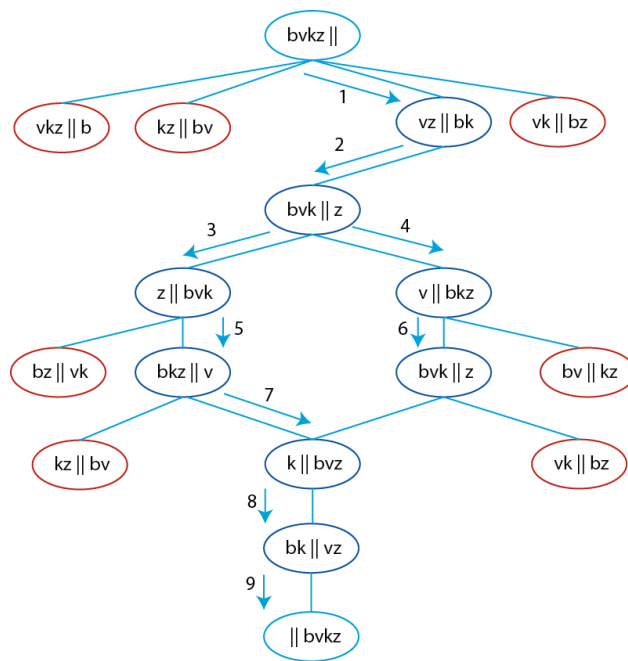 bvkz ||
1
vkz || b
kz || bv
vz || bk
vk || bz
2
bvk || z
3
4
z || bvk
v || bkz
5
6
bz || vk
bkz || v
bvk || z
bv || kz
7
kz || bv
k || bvz
vk || bz
8
bk || vz
9
|| bvkz